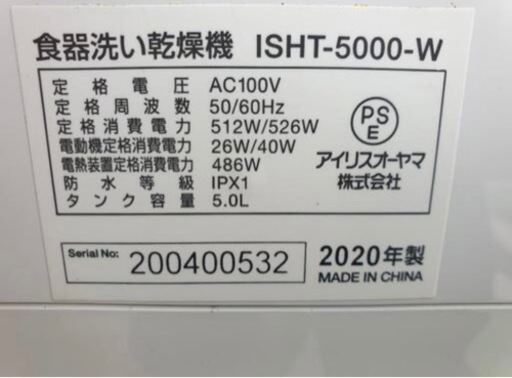 食器洗い乾燥機 ISHT-5000-W
定格電圧 AC100V
定格周波数 50/60Hz
定格消費電力 512W/526W
電動機定格消費電力 26W/40W
電熱装置定格消費電力 486W
防水等級 IPX1
タンク容量 5.0L
PS
E
アイリスオーヤマ
株式会社
Serial No: 200400532
2020年製
MADE IN CHINA